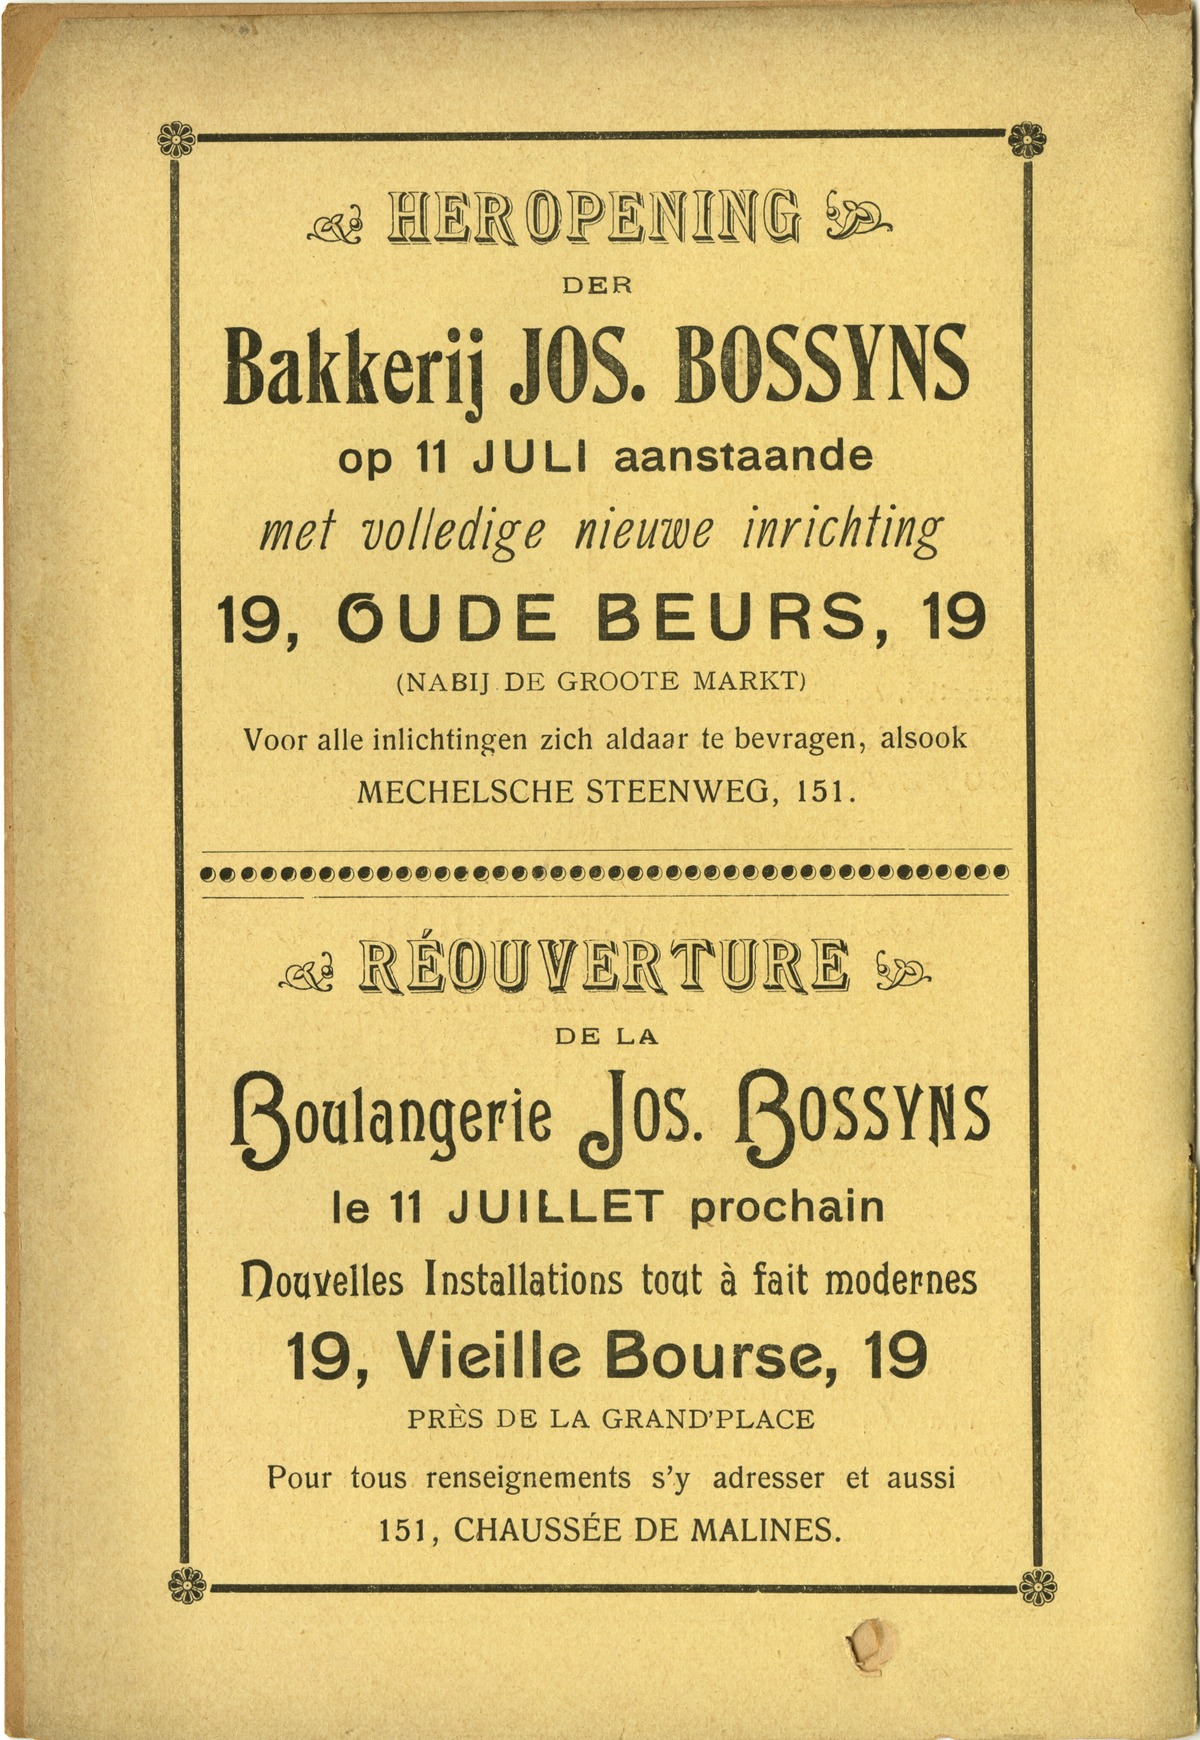 HEROPENING
DER
Bakkerij JOS. BOSSYNS
op 11 JULI aanstaande
met volledige nieuwe inrichting
19, OUDE BEURS, 19
(NABIJ DE GROOTE MARKT)
Voor alle inlichtingen zich aldaar te bevragen, alsook
MECHELSCHE STEENWEG, 151.
RÉOUVERTURE
DE LA
Boulangerie Jos. Bossyns
le 11 JUILLET prochain
Nouvelles Installations tout à fait modernes
19, Vieille Bourse, 19
PRÈS DE LA GRAND'PLACE
Pour tous renseignements s'y adresser et aussi
151, CHAUSSÉE DE MALINES.